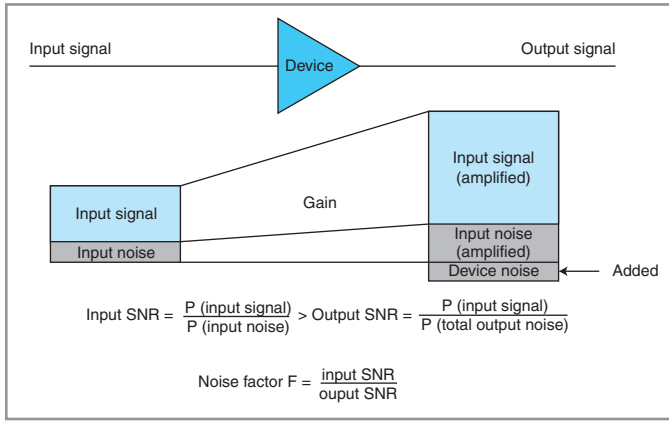 Input signal
Device
Output signal
Input signal
(amplified)
Gain
Input signal
Input noise
Input noise
(amplified)
Device noise
Added
Input SNR = P (input signal) / P (input noise) > Output SNR = P (input signal) / P (total output noise)
Noise factor F = input SNR / ouput SNR